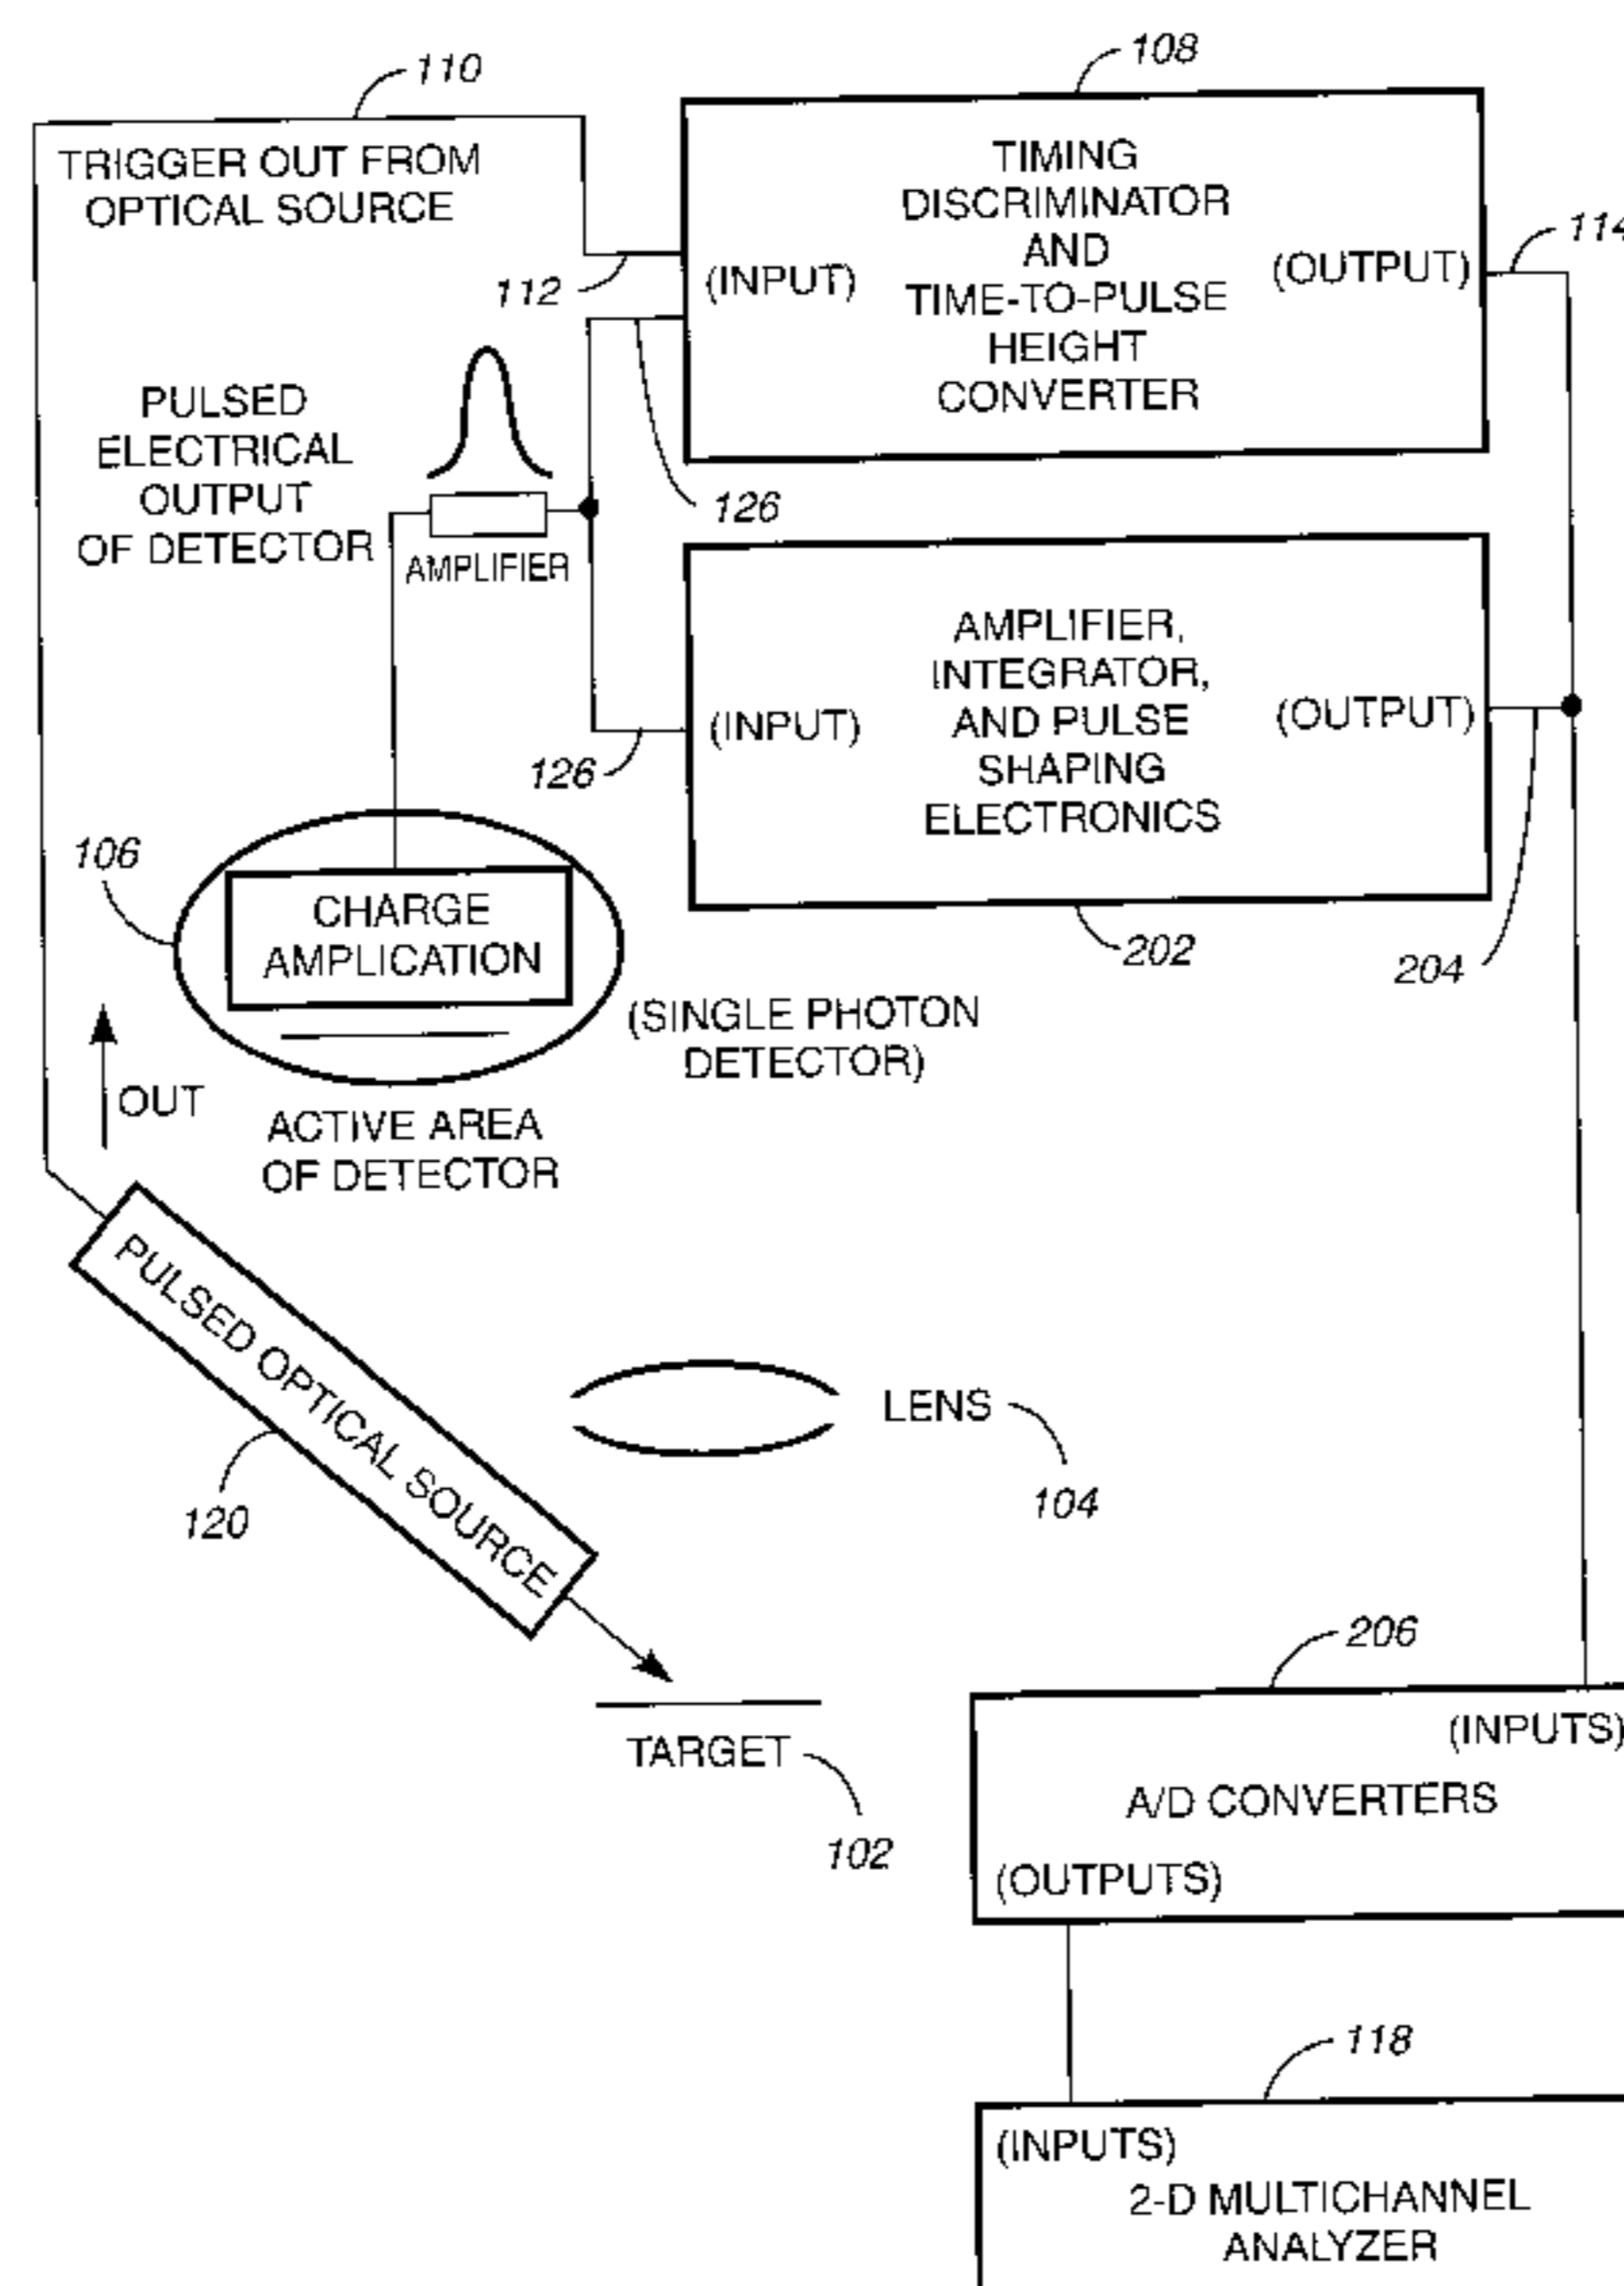 110
108
TRIGGER OUT FROM
OPTICAL SOURCE
TIMING
DISCRIMINATOR
AND
TIME-TO-PULSE
HEIGHT
CONVERTER
(INPUT)
(OUTPUT)
114
112
PULSED
ELECTRICAL
OUTPUT
OF DETECTOR
AMPLIFIER
126
AMPLIFIER,
INTEGRATOR,
AND PULSE
SHAPING
ELECTRONICS
(INPUT)
(OUTPUT)
126
202
204
106
CHARGE
AMPLICATION
(SINGLE PHOTON
DETECTOR)
OUT
ACTIVE AREA
OF DETECTOR
PULSED OPTICAL SOURCE
120
LENS
104
TARGET
102
206
(INPUTS)
A/D CONVERTERS
(OUTPUTS)
118
(INPUTS)
2-D MULTICHANNEL
ANALYZER